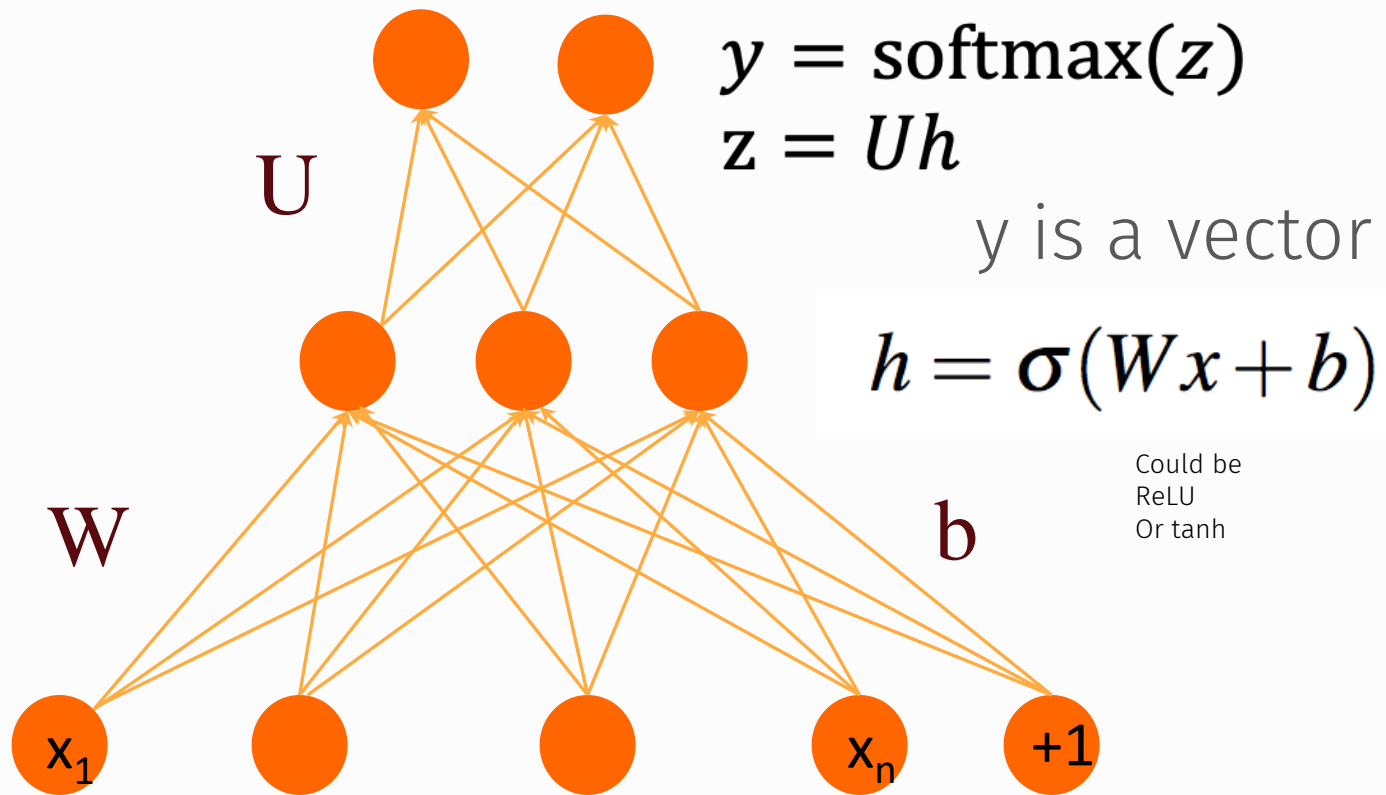 y = softmax(z)
z = Uh
U
y is a vector
h = σ(Wx+b)
Could be
ReLU
Or tanh
W
b
x₁
xₙ
+1